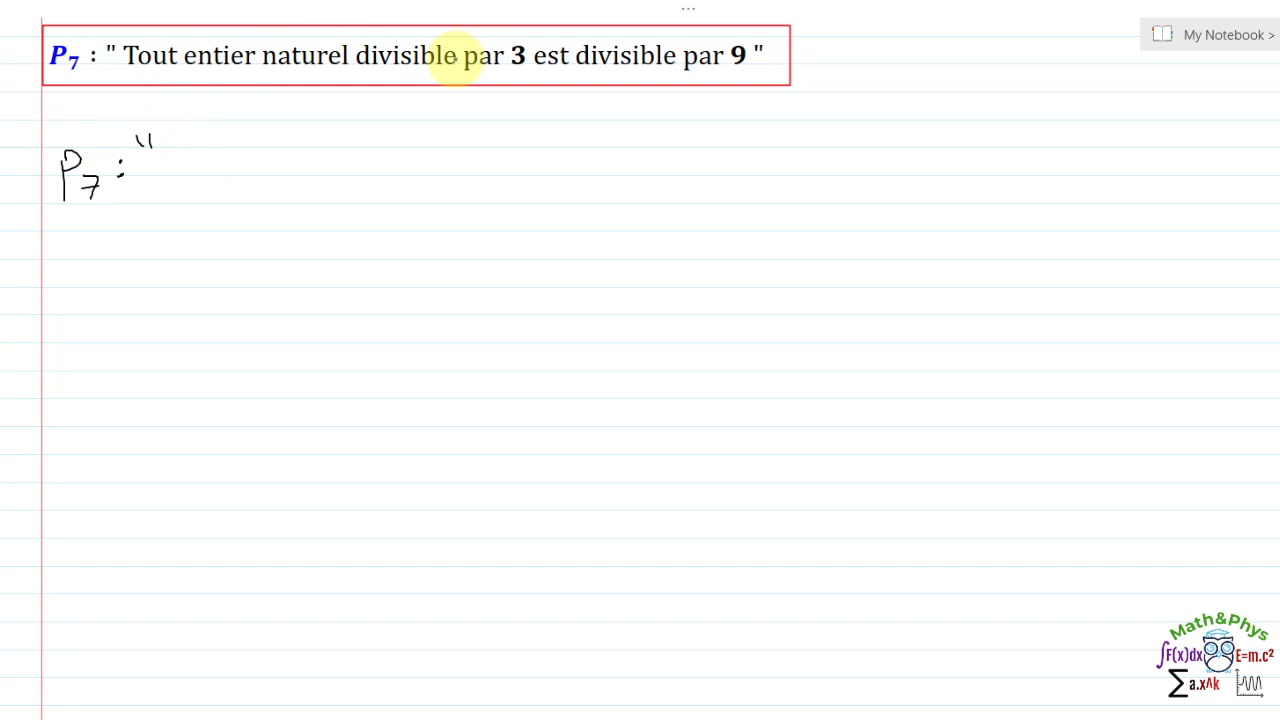 ...
My Notebook >
P₇ : " Tout entier naturel divisible par 3 est divisible par 9 "
P₇ : "
Math&Phys
∫F(x)dx E=m.c²
∑ a.x^k